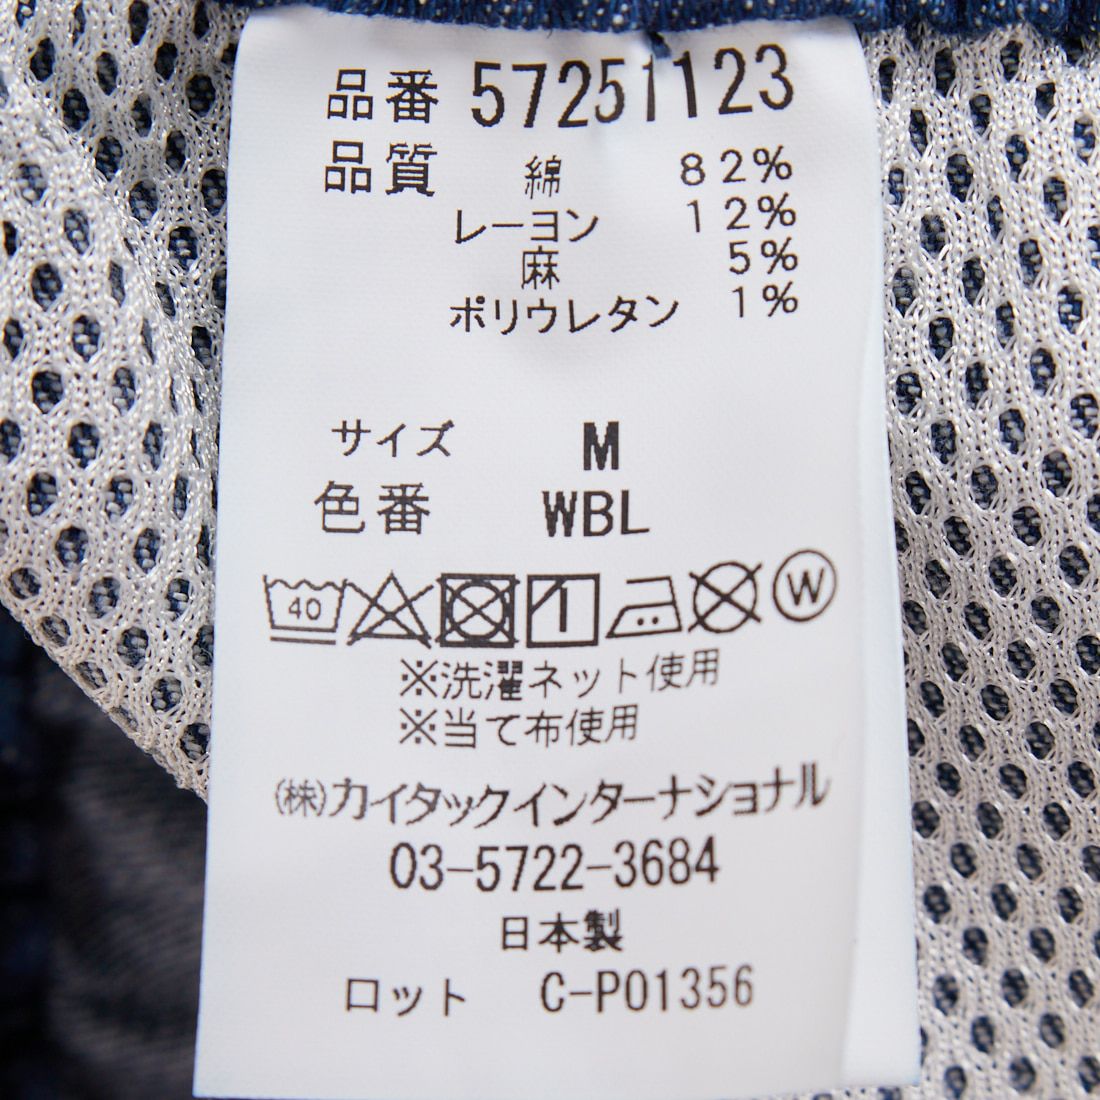 品番 57251123
品質 綿 82%
レーヨン 12%
麻 5%
ポリウレタン 1%
サイズ M
色番 WBL
40 W
※洗濯ネット使用
※当て布使用
(株)カイタックインターナショナル
03-5722-3684
日本製
ロット C-P01356